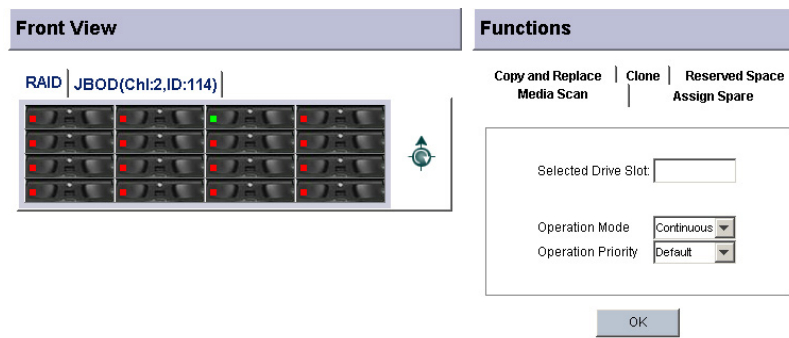 Front View
RAID JBOD(Chl:2,ID:114)
Functions
Copy and Replace Clone Reserved Space
Media Scan Assign Spare
Selected Drive Slot:
Operation Mode Continuous
Operation Priority Default
OK